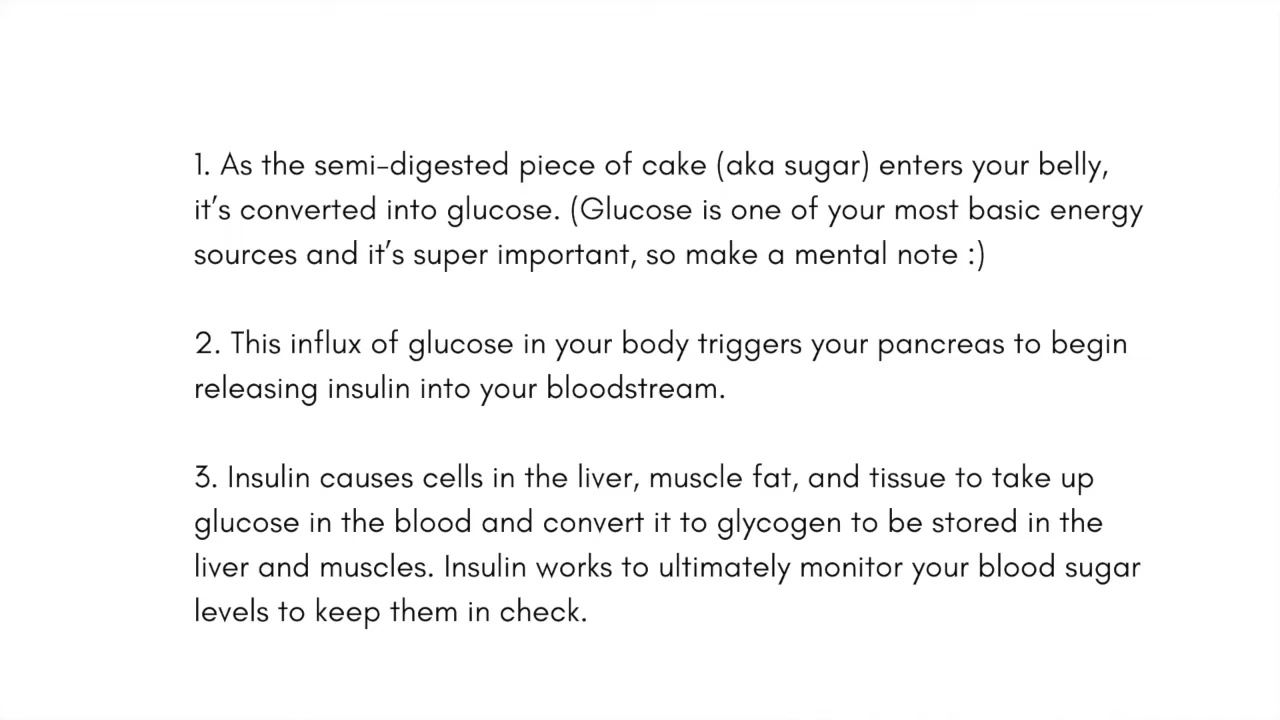 1. As the semi-digested piece of cake (aka sugar) enters your belly,
it's converted into glucose. (Glucose is one of your most basic energy
sources and it's super important, so make a mental note :)
2. This influx of glucose in your body triggers your pancreas to begin
releasing insulin into your bloodstream.
3. Insulin causes cells in the liver, muscle fat, and tissue to take up
glucose in the blood and convert it to glycogen to be stored in the
liver and muscles. Insulin works to ultimately monitor your blood sugar
levels to keep them in check.